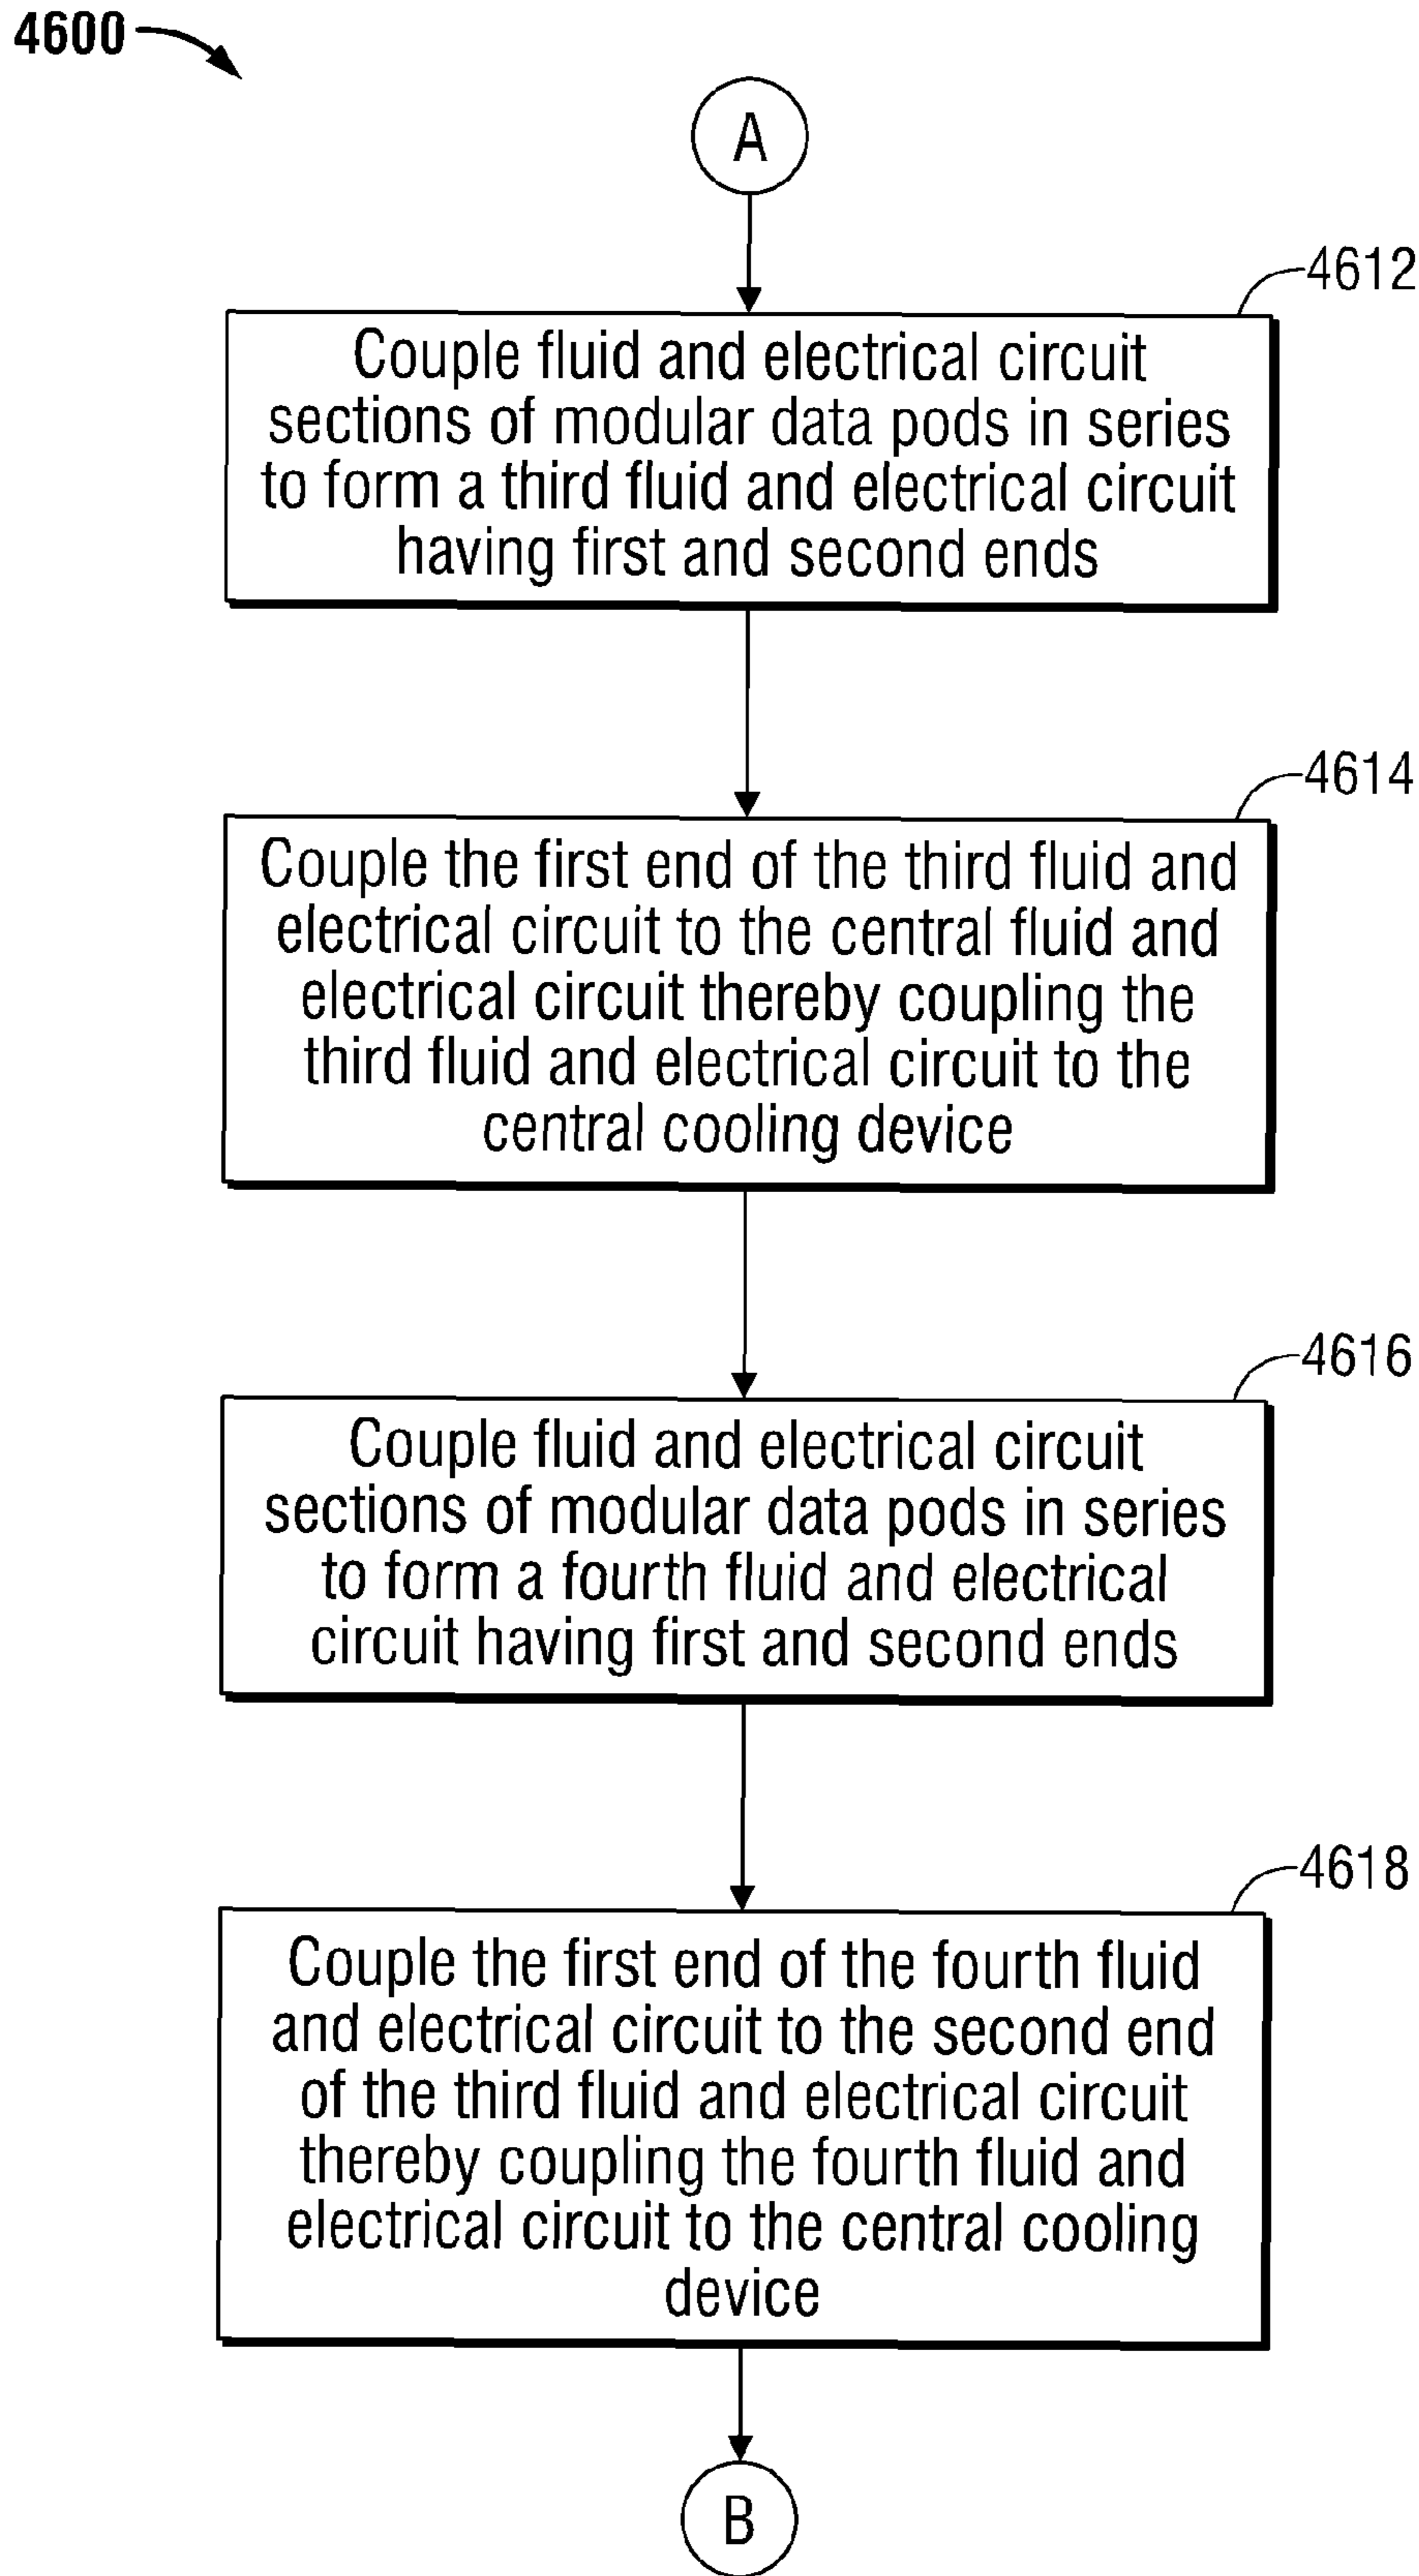 4600
A
4612
Couple fluid and electrical circuit
sections of modular data pods in series
to form a third fluid and electrical circuit
having first and second ends
4614
Couple the first end of the third fluid and
electrical circuit to the central fluid and
electrical circuit thereby coupling the
third fluid and electrical circuit to the
central cooling device
4616
Couple fluid and electrical circuit
sections of modular data pods in series
to form a fourth fluid and electrical
circuit having first and second ends
4618
Couple the first end of the fourth fluid
and electrical circuit to the second end
of the third fluid and electrical circuit
thereby coupling the fourth fluid and
electrical circuit to the central cooling
device
B